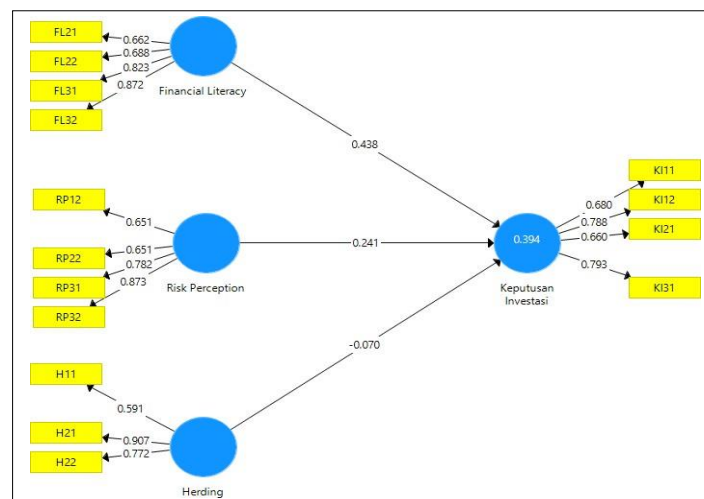 FL21
0.662
FL22
0.688
FL31
0.823
FL32
0.872
Financial Literacy
0.438
RP12
0.651
RP22
0.651
RP31
0.782
RP32
0.873
Risk Perception
0.241
H11
0.591
H21
0.907
H22
0.772
Herding
-0.070
0.394
Keputusan
Investasi
KI11
0.680
KI12
0.788
KI21
0.660
KI31
0.793